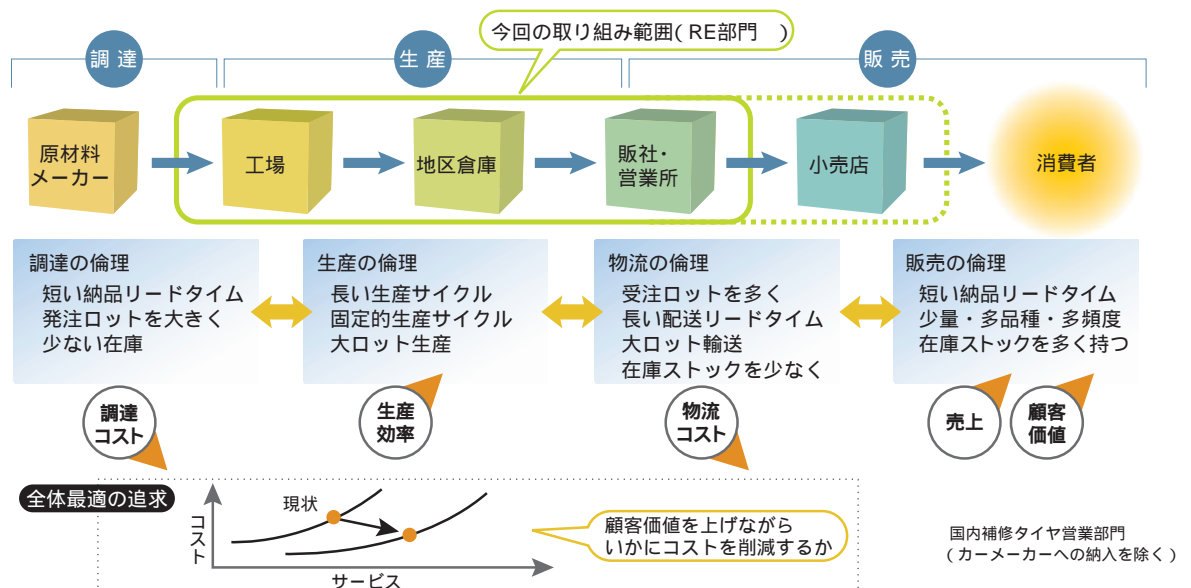 今回の取り組み範囲(RE部門　)
調達
生産
販売
原材料
メーカー
工場
地区倉庫
販社・
営業所
小売店
消費者
調達の倫理
短い納品リードタイム
発注ロットを大きく
少ない在庫
生産の倫理
長い生産サイクル
固定的生産サイクル
大ロット生産
物流の倫理
受注ロットを多く
長い配送リードタイム
大ロット輸送
在庫ストックを少なく
販売の倫理
短い納品リードタイム
少量・多品種・多頻度
在庫ストックを多く持つ
調達
コスト
生産
効率
物流
コスト
売上
顧客
価値
全体最適の追求
コスト
現状
サービス
顧客価値を上げながら
いかにコストを削減するか
国内補修タイヤ営業部門
(カーメーカーへの納入を除く)